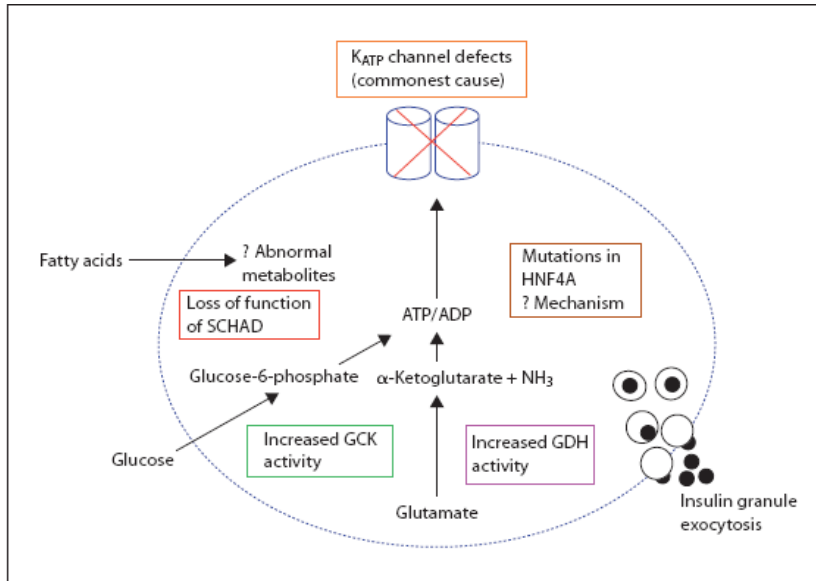 K_ATP channel defects
(commonest cause)
Fatty acids
? Abnormal
metabolites
Mutations in
HNF4A
? Mechanism
Loss of function
of SCHAD
ATP/ADP
Glucose-6-phosphate
α-Ketoglutarate + NH₃
Increased GCK
activity
Increased GDH
activity
Glucose
Glutamate
Insulin granule
exocytosis